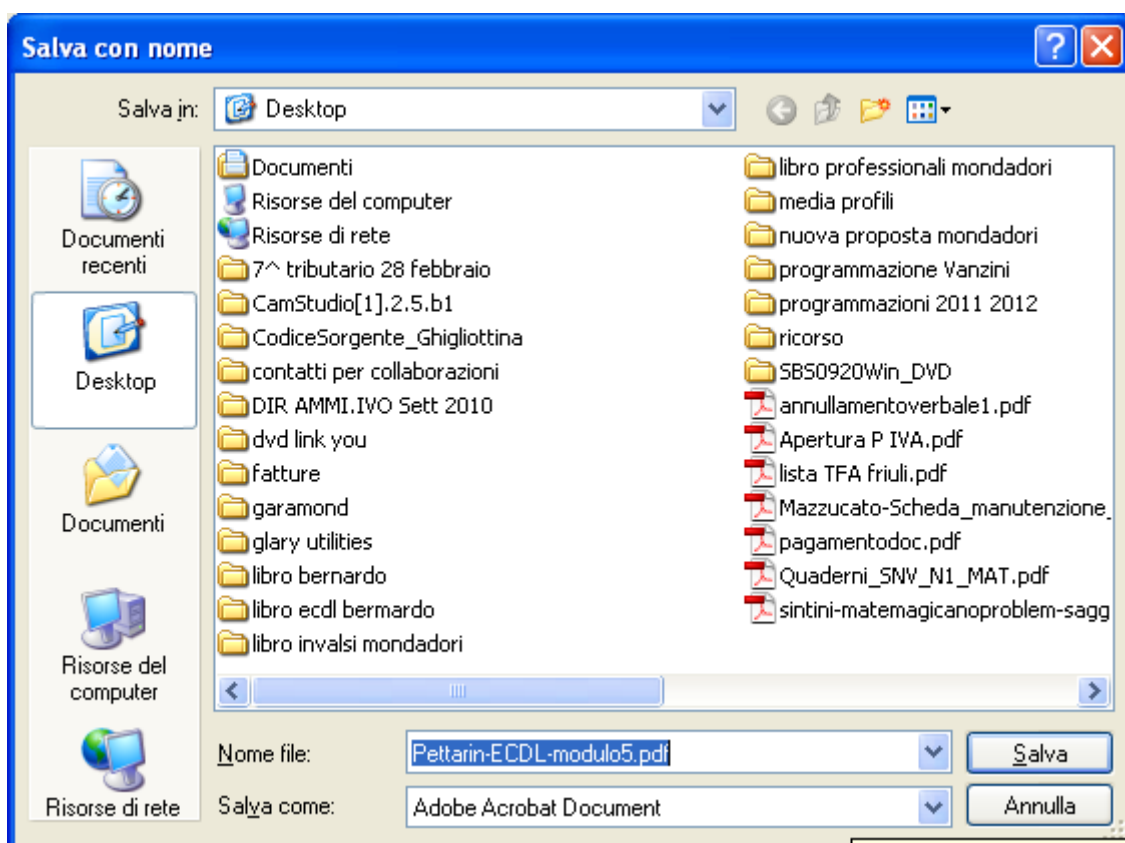 Salva con nome
Salva in:
Desktop
Documenti
recenti
Desktop
Documenti
Risorse del
computer
Risorse di rete
Documenti
Risorse del computer
Risorse di rete
7^ tributario 28 febbraio
CamStudio[1].2.5.b1
CodiceSorgente_Ghigliottina
contatti per collaborazioni
DIR AMMI.IVO Sett 2010
dvd link you
fatture
garamond
glary utilities
libro bernardo
libro ecdl bermardo
libro invalsi mondadori
libro professionali mondadori
media profili
nuova proposta mondadori
programmazione Vanzini
programmazioni 2011 2012
ricorso
SBS0920Win_DVD
annullamentoverbale1.pdf
Apertura P IVA.pdf
lista TFA friuli.pdf
Mazzucato-Scheda_manutenzione_
pagamentodoc.pdf
Quaderni_SNV_N1_MAT.pdf
sintini-matemagicanoproblem-sagg
Nome file:
Pettarin-ECDL-modulo5.pdf
Salva
Salva come:
Adobe Acrobat Document
Annulla